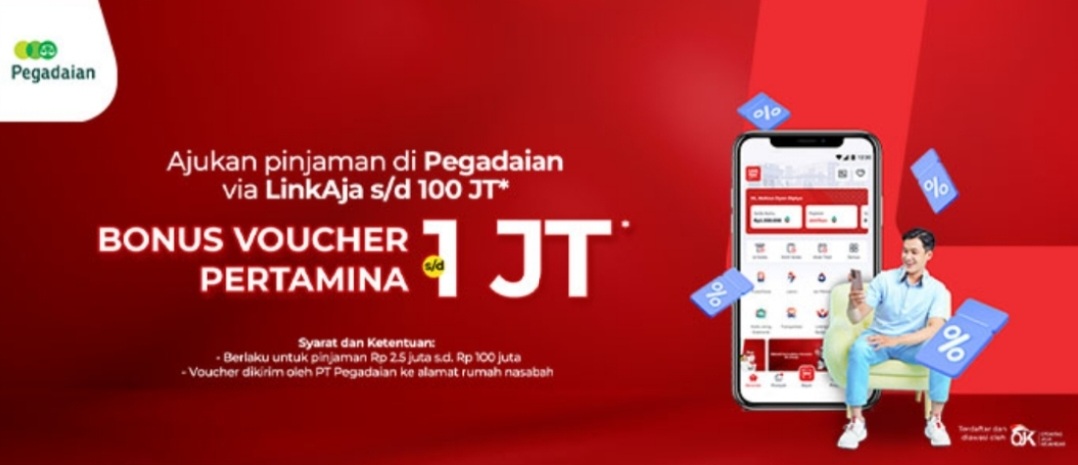 Pegadaian
Ajukan pinjaman di Pegadaian
via LinkAja s/d 100 JT*
BONUS VOUCHER
PERTAMINA
s/d
1 JT*
Syarat dan Ketentuan:
- Berlaku untuk pinjaman Rp 2.5 juta s.d. Rp 100 juta
- Voucher dikirim oleh PT Pegadaian ke alamat rumah nasabah
%
%
%
%
Terdaftar dan
diawasi oleh
OJK